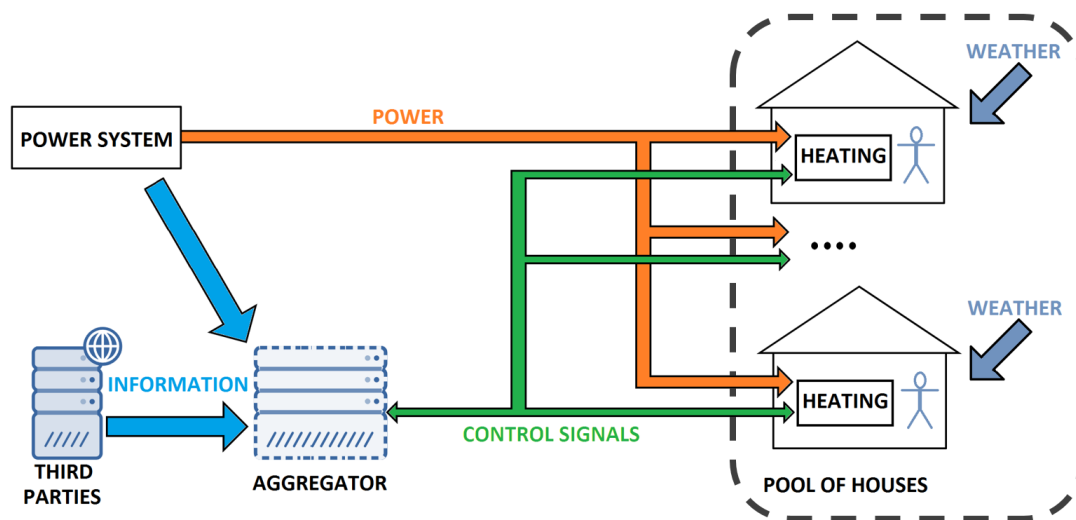 WEATHER
POWER
POWER SYSTEM
HEATING
....
WEATHER
INFORMATION
HEATING
CONTROL SIGNALS
THIRD
PARTIES
AGGREGATOR
POOL OF HOUSES